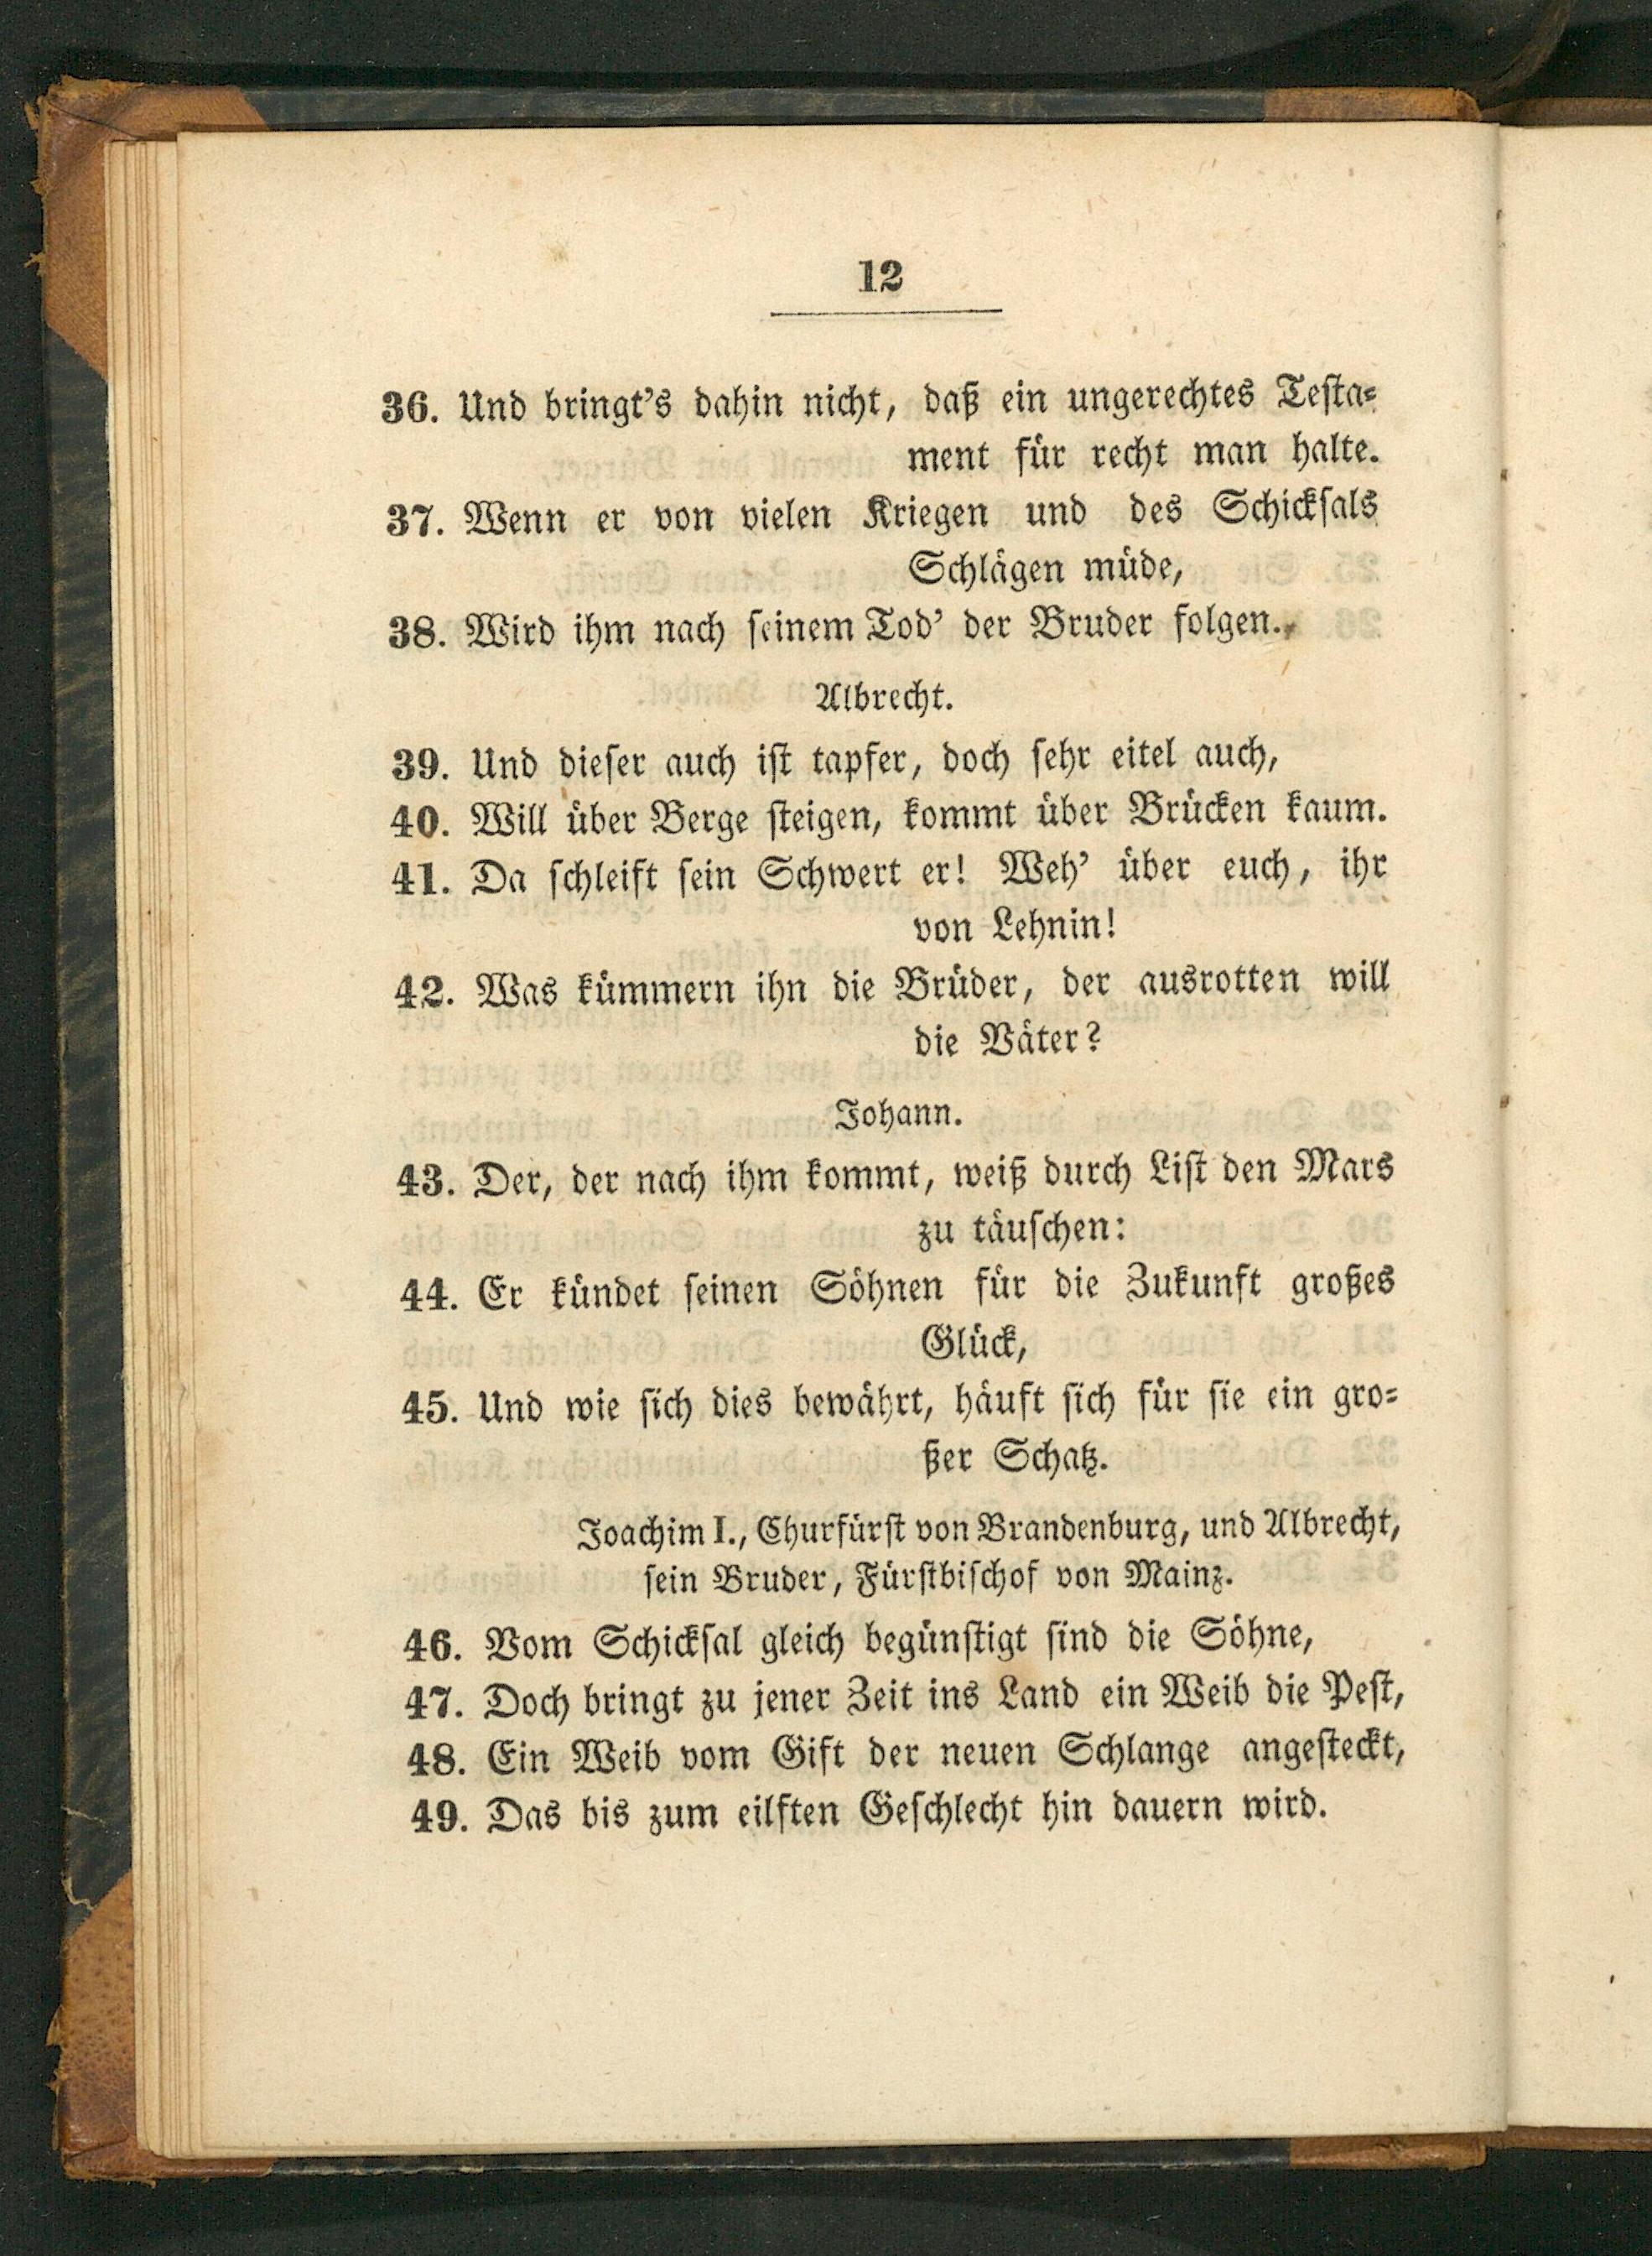 12
36. Und bringt's dahin nicht, daß ein ungerechtes Testa-
ment für recht man halte.
37. Wenn er von vielen Kriegen und des Schicksals
Schlägen müde,
38. Wird ihm nach seinem Tod' der Bruder folgen.
Albrecht.
39. Und dieser auch ist tapfer, doch sehr eitel auch,
40. Will über Berge steigen, kommt über Brücken kaum.
41. Da schleift sein Schwert er! Weh' über euch, ihr
von Lehnin!
42. Was kümmern ihn die Brüder, der ausrotten will
die Väter?
Johann.
43. Der, der nach ihm kommt, weiß durch List den Mars
zu täuschen:
44. Er kündet seinen Söhnen für die Zukunft großes
Glück,
45. Und wie sich dies bewährt, häuft sich für sie ein gro-
ßer Schatz.
Joachim I., Churfürst von Brandenburg, und Albrecht,
sein Bruder, Fürstbischof von Mainz.
46. Vom Schicksal gleich begünstigt sind die Söhne,
47. Doch bringt zu jener Zeit ins Land ein Weib die Pest,
48. Ein Weib vom Gift der neuen Schlange angesteckt,
49. Das bis zum eilften Geschlecht hin dauern wird.